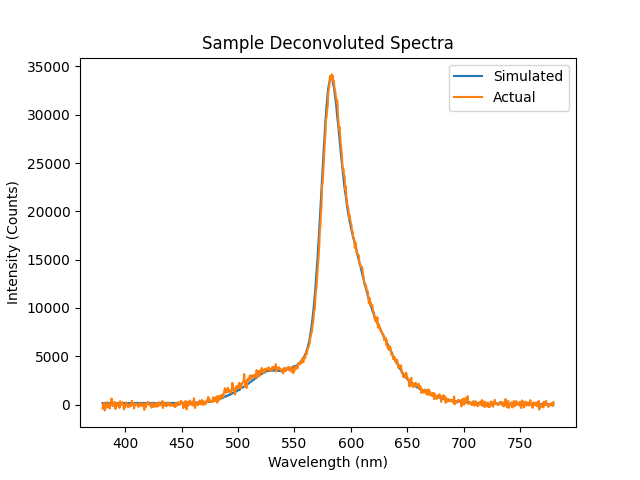 Sample Deconvoluted Spectra
Simulated
Actual
35000
30000
25000
20000
15000
10000
5000
0
Intensity (Counts)
400 450 500 550 600 650 700 750
Wavelength (nm)